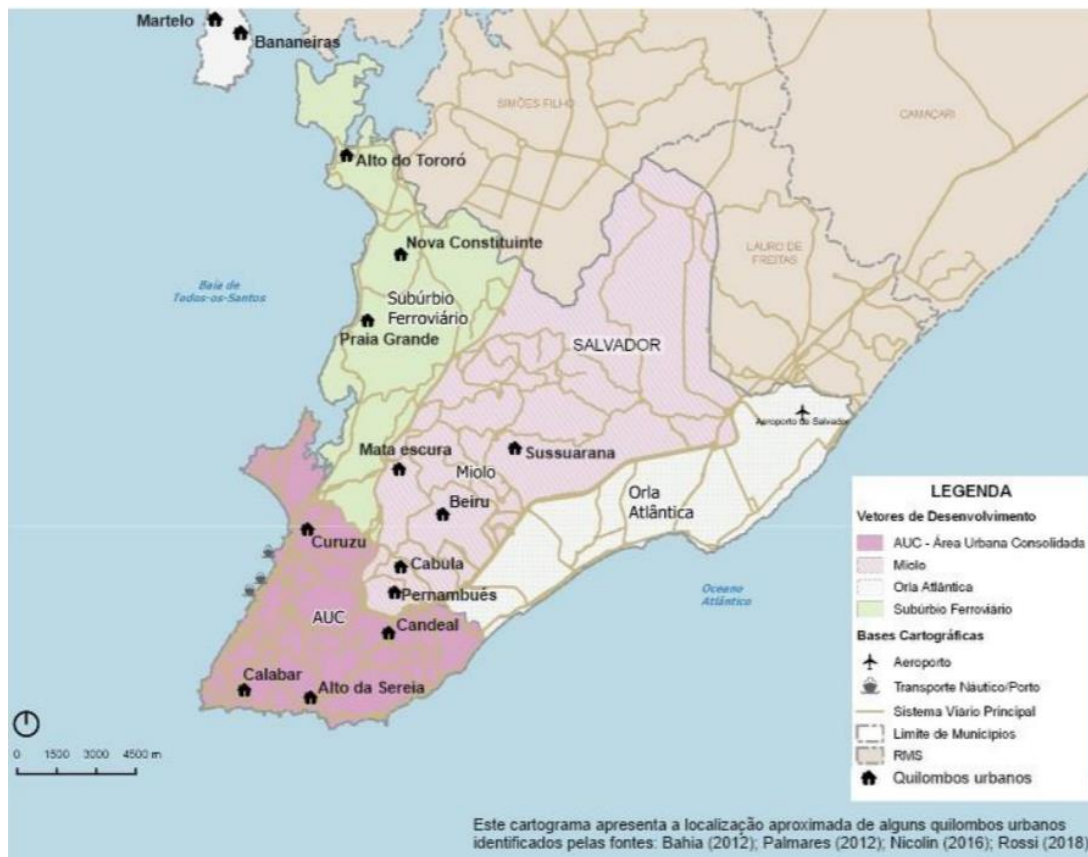 Martelo
Bananeiras
SIMÕES FILHO
CAMAÇARI
Alto do Tororó
Nova Constituinte
LAURO DE
FREITAS
Baía de
Todos-os-Santos
Subúrbio
Ferroviário
Praia Grande
SALVADOR
Aeroporto de Salvador
Mata escura
Miolo
Sussuarana
Beiru
Orla
Atlântica
Curuzu
Cabula
Pernambués
Oceano
Atlântico
AUC
Candeal
Calabar
Alto da Sereia
0 1500 3000 4500 m
LEGENDA
Vetores de Desenvolvimento
AUC - Área Urbana Consolidada
Miolo
Orla Atlântica
Subúrbio Ferroviário
Bases Cartográficas
Aeroporto
Transporte Náutico/Porto
Sistema Viario Principal
Limite de Municípios
RMS
Quilombos urbanos
Este cartograma apresenta a localização aproximada de alguns quilombos urbanos
identificados pelas fontes: Bahia (2012); Palmares (2012); Nicolin (2016); Rossi (2018)